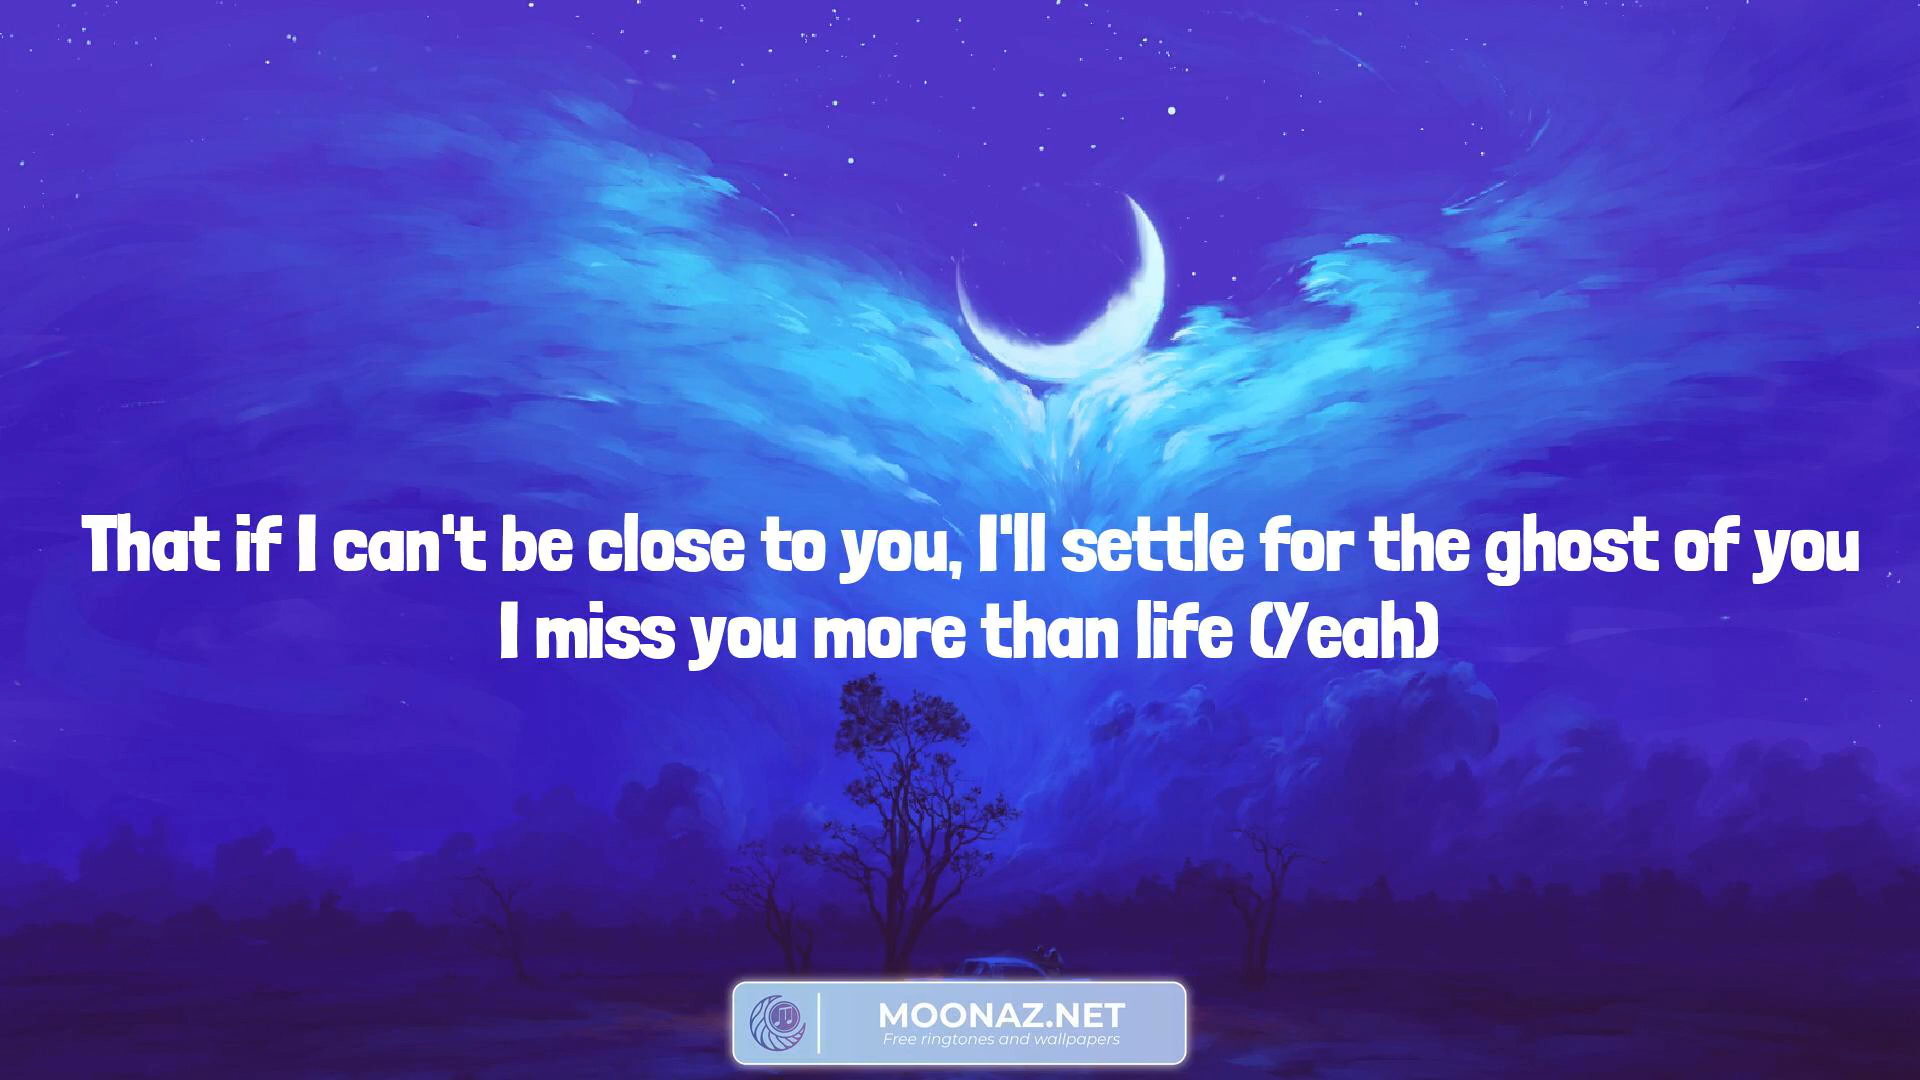 That if I can't be close to you, I'll settle for the ghost of you
I miss you more than life (Yeah)
MOONAZ.NET
Free ringtones and wallpapers